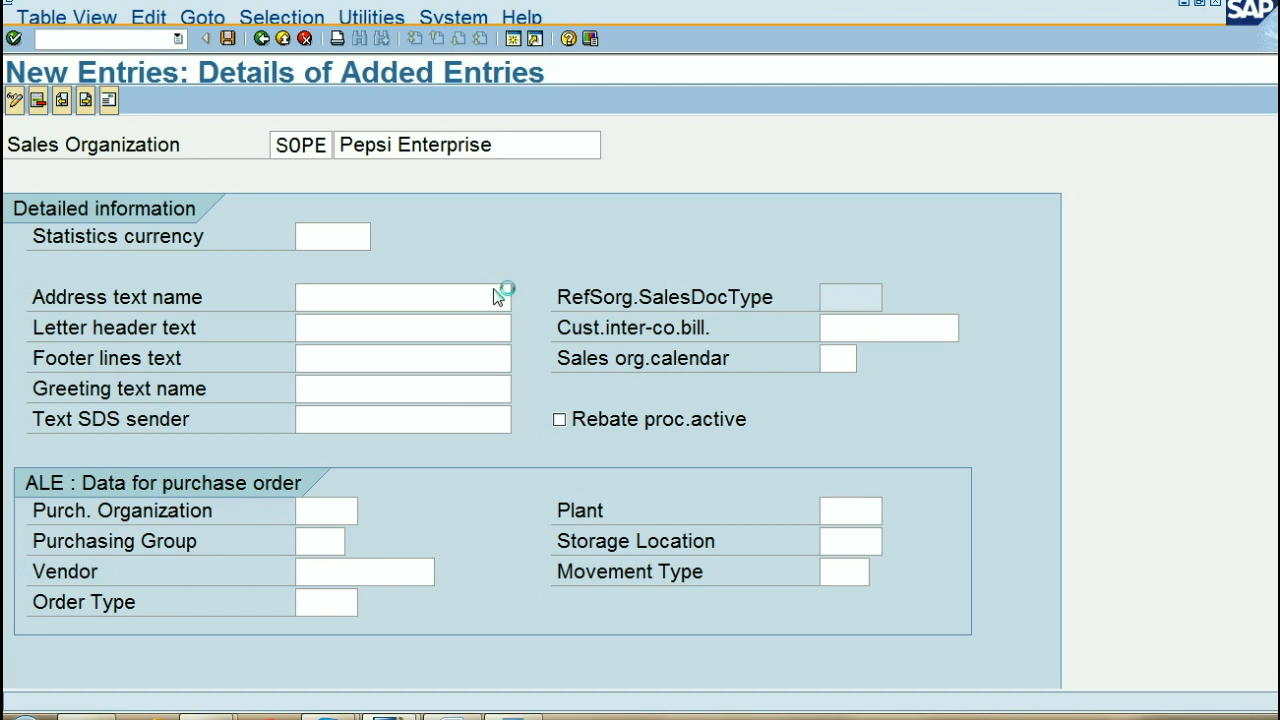 Table View Edit Goto Selection Utilities System Help
SAP
New Entries: Details of Added Entries
Sales Organization SOPE Pepsi Enterprise
Detailed information
Statistics currency
Address text name RefSorg.SalesDocType
Letter header text Cust.inter-co.bill.
Footer lines text Sales org.calendar
Greeting text name
Text SDS sender Rebate proc.active
ALE : Data for purchase order
Purch. Organization Plant
Purchasing Group Storage Location
Vendor Movement Type
Order Type